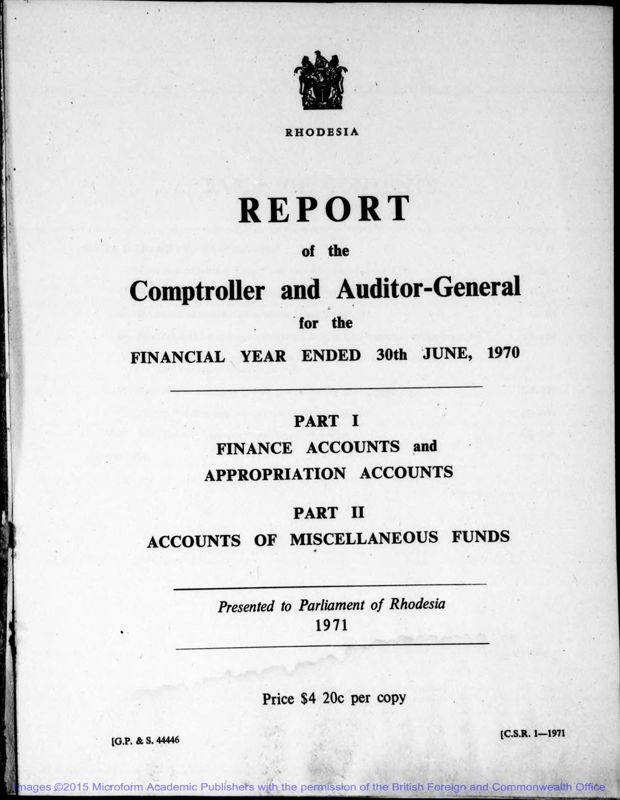 RHODESIA
REPORT
of the
Comptroller and Auditor-General
for the
FINANCIAL YEAR ENDED 30th JUNE, 1970
PART I
FINANCE ACCOUNTS and
APPROPRIATION ACCOUNTS
PART II
ACCOUNTS OF MISCELLANEOUS FUNDS
Presented to Parliament of Rhodesia
1971
Price $4 20c per copy
[G.P. & S. 44446
[C.S.R. 1—1971
Images ©2015 Microform Academic Publishers with the permission of the British Foreign and Commonwealth Office